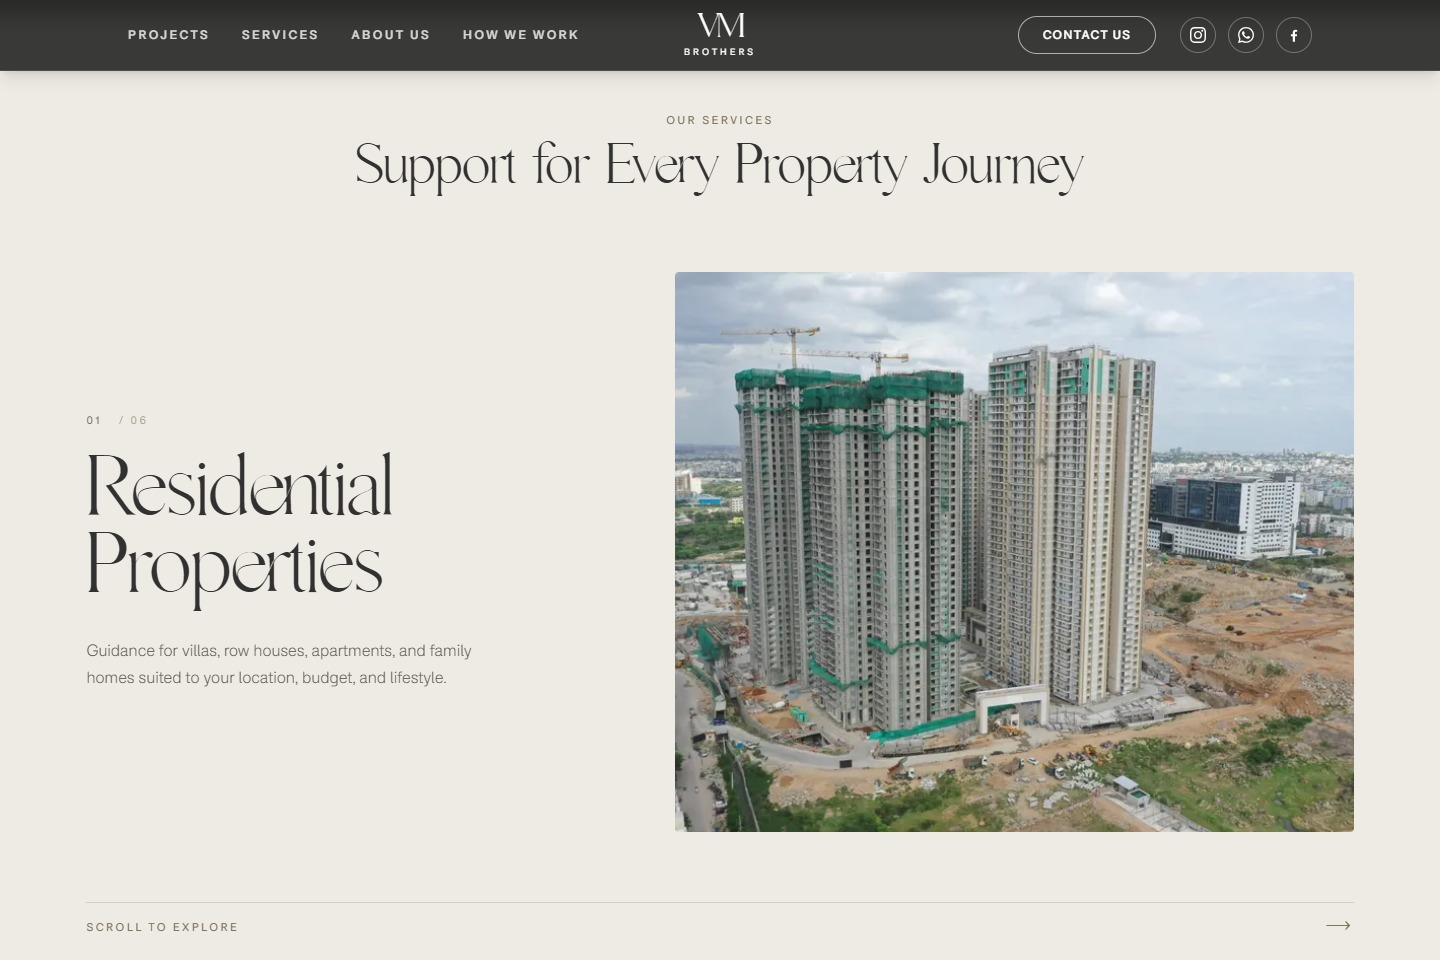 PROJECTS
SERVICES
ABOUT US
HOW WE WORK
VM
BROTHERS
CONTACT US
OUR SERVICES
Support for Every Property Journey
01 / 06
Residential
Properties
Guidance for villas, row houses, apartments, and family
homes suited to your location, budget, and lifestyle.
SCROLL TO EXPLORE